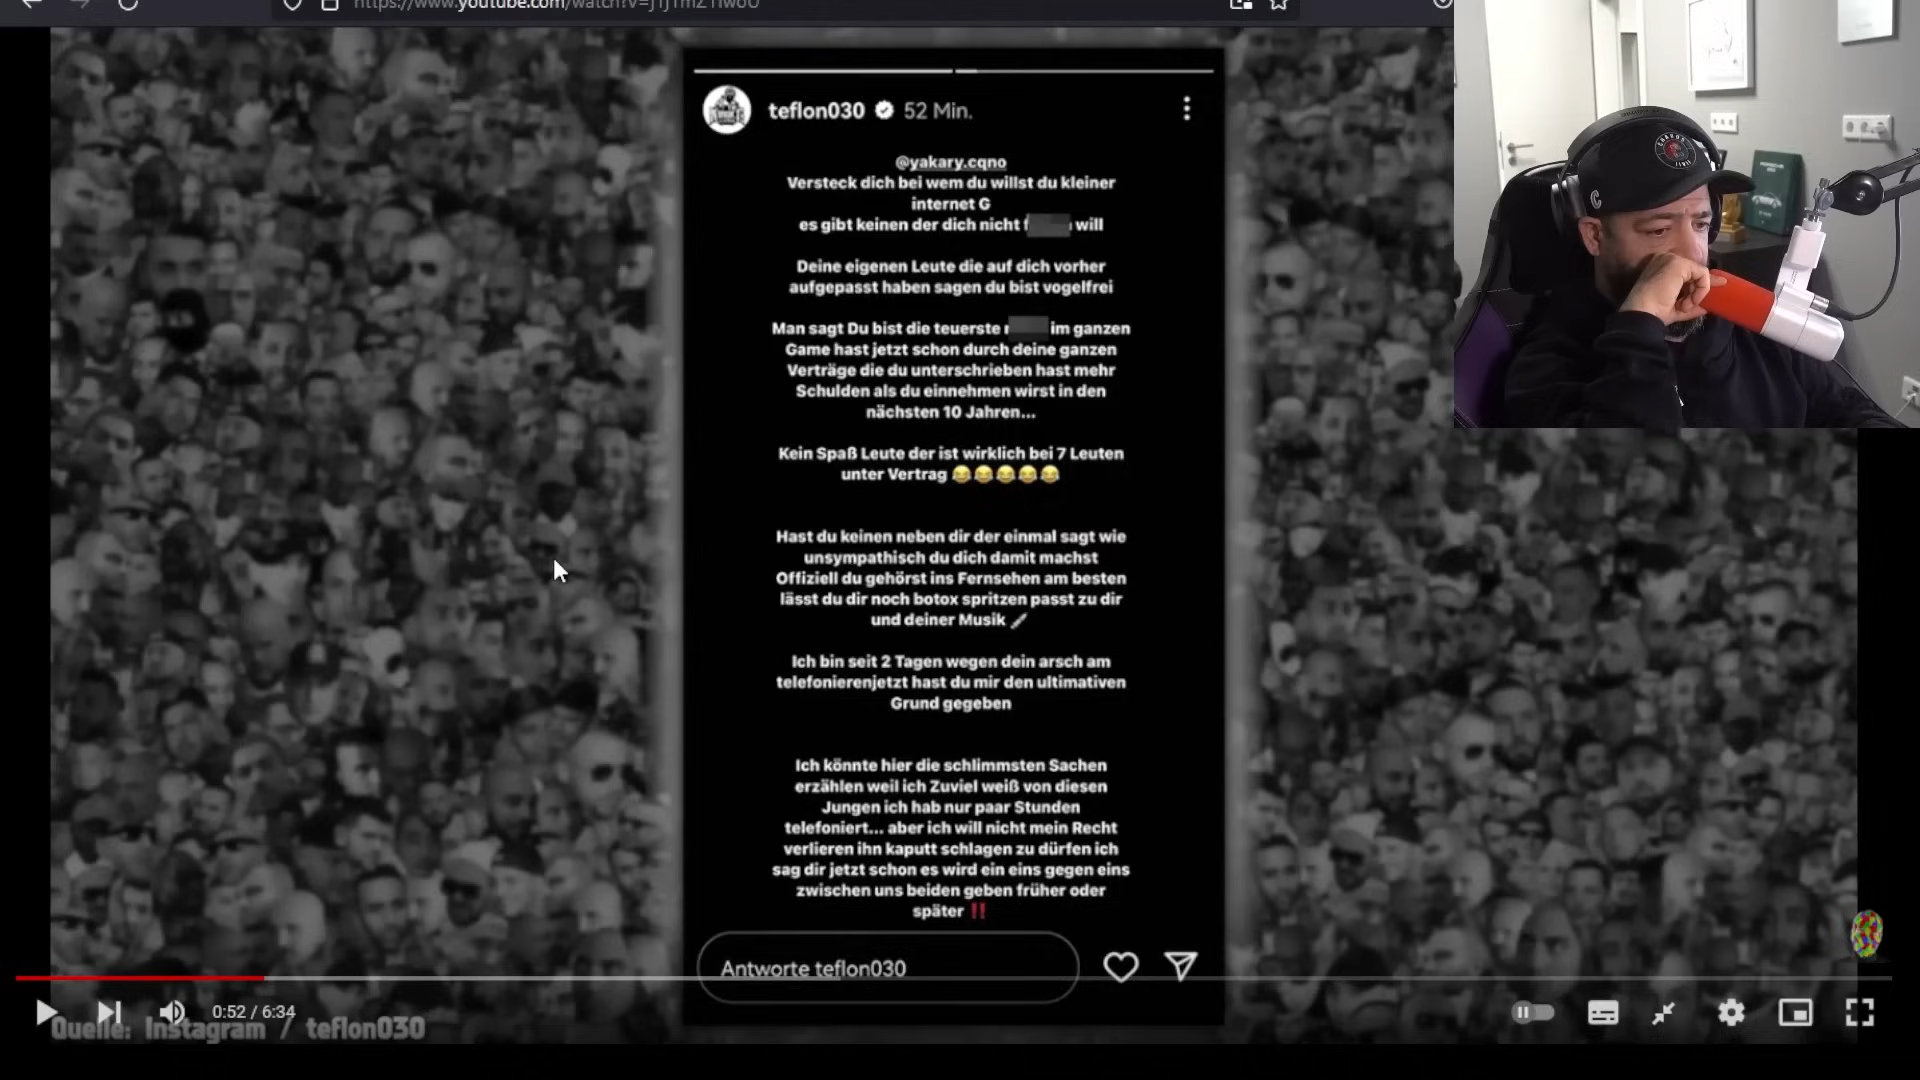 https://www.youtube.com/watch?v=
teflon030 52 Min.
@yakary.cqno
Versteck dich bei wem du willst du kleiner
internet G
es gibt keinen der dich nicht f will
Deine eigenen Leute die auf dich vorher
aufgepasst haben sagen du bist vogelfrei
Man sagt Du bist die teuerste im ganzen
Game hast jetzt schon durch deine ganzen
Verträge die du unterschrieben hast mehr
Schulden als du einnehmen wirst in den
nächsten 10 Jahren...
Kein Spaß Leute der ist wirklich bei 7 Leuten
unter Vertrag 😂😂😂😂😂
Hast du keinen neben dir der einmal sagt wie
unsympathisch du dich damit machst
Offiziell du gehörst ins Fernsehen am besten
lässt du dir noch botox spritzen passt zu dir
und deiner Musik
Ich bin seit 2 Tagen wegen dein arsch am
telefonierenjetzt hast du mir den ultimativen
Grund gegeben
Ich könnte hier die schlimmsten Sachen
erzählen weil ich Zuviel weiß von diesen
Jungen ich hab nur paar Stunden
telefoniert... aber ich will nicht mein Recht
verlieren ihn kaputt schlagen zu dürfen ich
sag dir jetzt schon es wird ein eins gegen eins
zwischen uns beiden geben früher oder
später ‼️
Antworte teflon030
0:52 / 6:34
Quelle: Instagram / teflon030